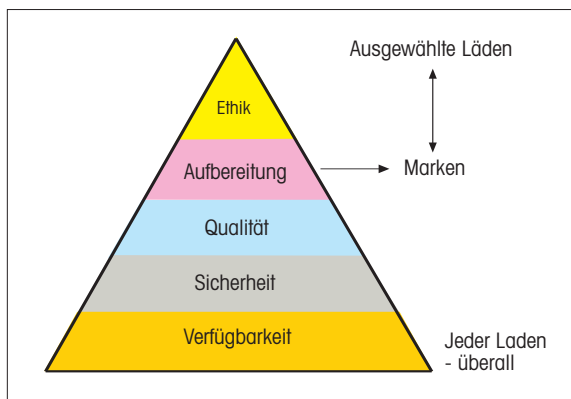 Ausgewählte Läden
Ethik
Aufbereitung
Marken
Qualität
Sicherheit
Verfügbarkeit
Jeder Laden
- überall